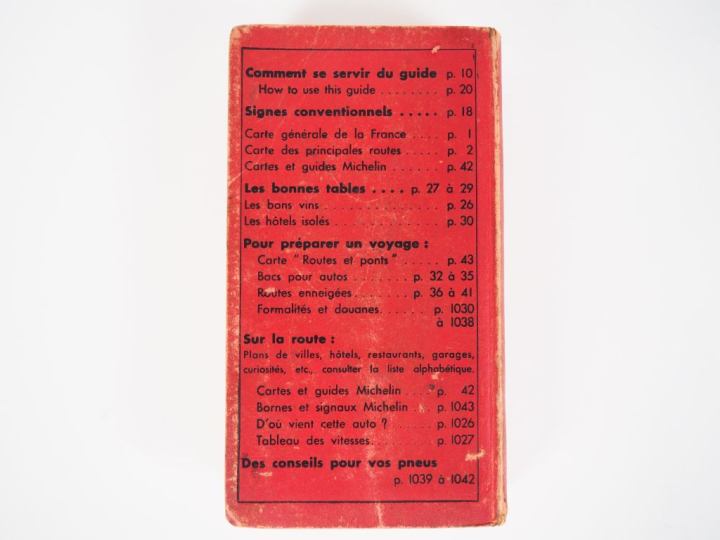 Comment se servir du guide p. 10
How to use this guide ........ p. 20
Signes conventionnels ..... p. 18
Carte générale de la France .... p. 1
Carte des principales routes ..... p. 2
Cartes et guides Michelin ...... p. 42
Les bonnes tables .... p. 27 à 29
Les bons vins ............... p. 26
Les hôtels isolés .............. p. 30
Pour préparer un voyage :
Carte "Routes et ponts" ..... p. 43
Bacs pour autos ....... p. 32 à 35
Routes enneigées ....... p. 36 à 41
Formalités et douanes...... p. 1030
à 1038
Sur la route :
Plans de villes, hôtels, restaurants, garages,
curiosités, etc., consulter la liste alphabétique.
Cartes et guides Michelin .... p. 42
Bornes et signaux Michelin .. p. 1043
D'où vient cette auto ? ...... p. 1026
Tableau des vitesses........ p. 1027
Des conseils pour vos pneus
p. 1039 à 1042